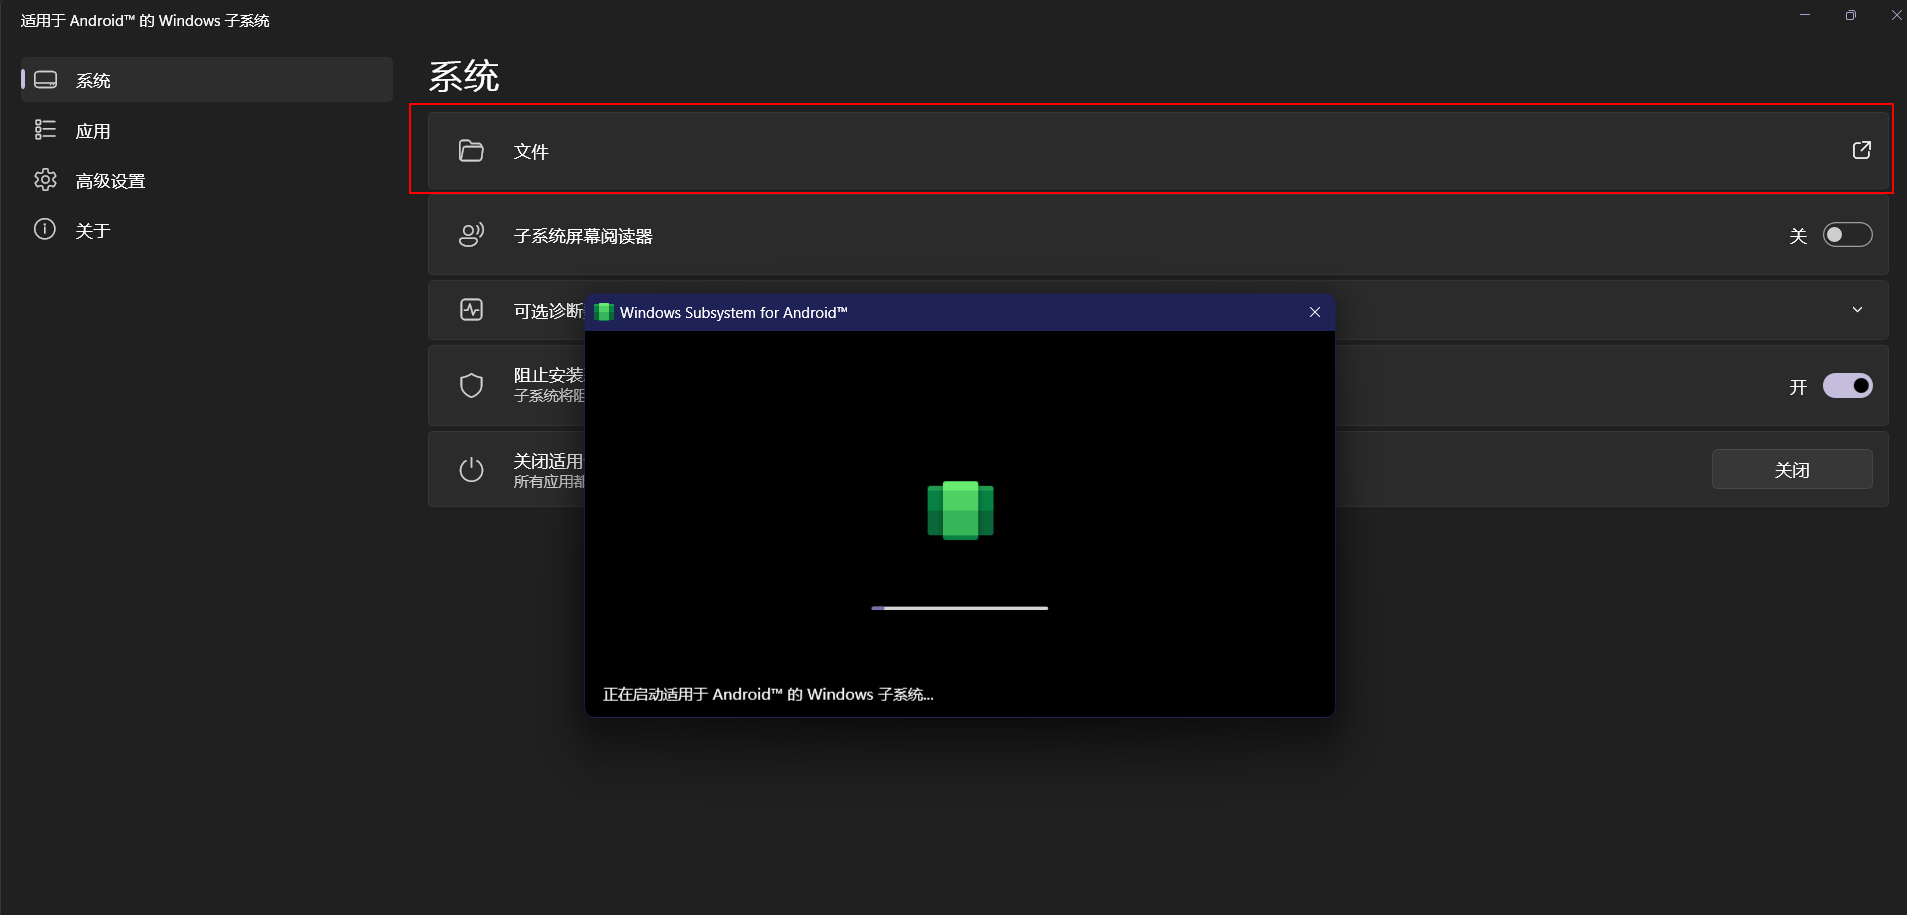 适用于 Android™ 的 Windows 子系统
系统
应用
高级设置
关于
系统
文件
子系统屏幕阅读器
关
可选诊断
阻止安装
子系统将阻
开
关闭适用
所有应用都
关闭
Windows Subsystem for Android™
正在启动适用于 Android™ 的 Windows 子系统...